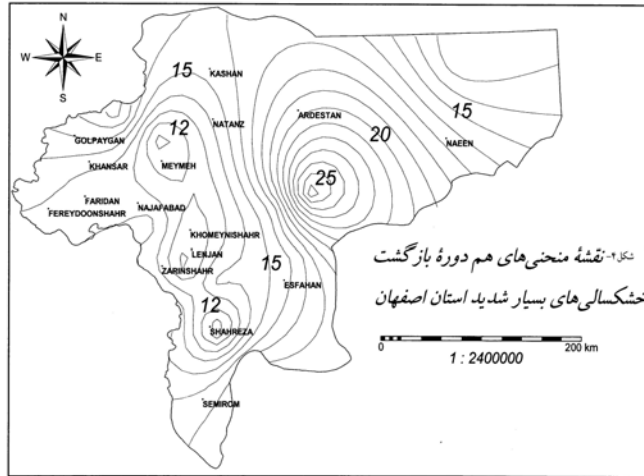 N
W E
S
15
KASHAN
12
NATANZ
ARDESTAN
15
20
NAEEN
GOLPAYGAN
KHANSAR
MEYMEH
25
FARIDAN
FEREYDOONSHAHR
NAJAFABAD
KHOMEYNISHAHR
LENJAN
ZARINSHAHR
15
ESFAHAN
12
SHAHREZA
SEMIROM
شکل۲- نقشهٔ منحنی‌های هم دورهٔ بازگشت
خشکسالی‌های بسیار شدید استان اصفهان
0 200 km
1 : 2400000